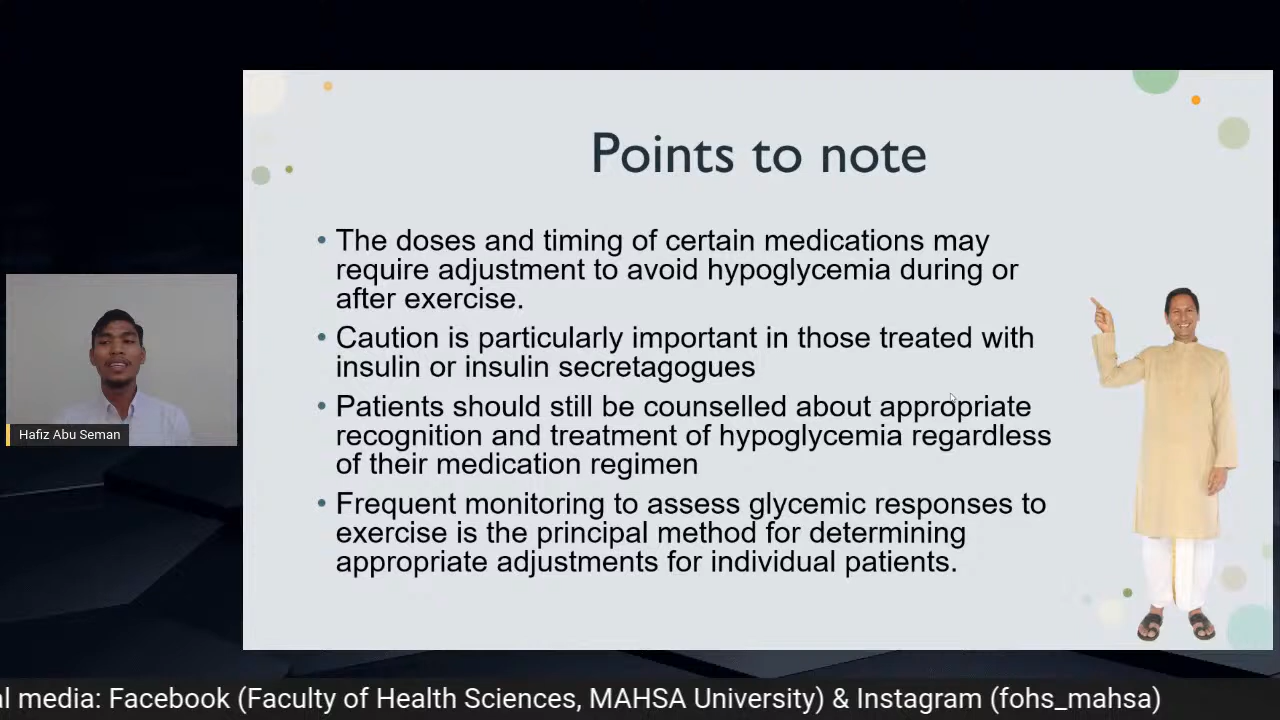 Points to note
• The doses and timing of certain medications may
require adjustment to avoid hypoglycemia during or
after exercise.
• Caution is particularly important in those treated with
insulin or insulin secretagogues
• Patients should still be counselled about appropriate
recognition and treatment of hypoglycemia regardless
of their medication regimen
• Frequent monitoring to assess glycemic responses to
exercise is the principal method for determining
appropriate adjustments for individual patients.
Hafiz Abu Seman
media: Facebook (Faculty of Health Sciences, MAHSA University) & Instagram (fohs_mahsa)